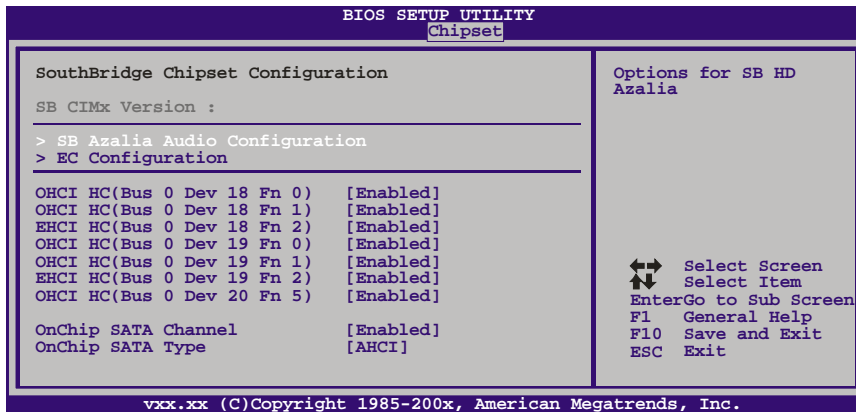 BIOS SETUP UTILITY
Chipset
SouthBridge Chipset Configuration
SB CIMx Version :
> SB Azalia Audio Configuration
> EC Configuration
OHCI HC(Bus 0 Dev 18 Fn 0) [Enabled]
OHCI HC(Bus 0 Dev 18 Fn 1) [Enabled]
EHCI HC(Bus 0 Dev 18 Fn 2) [Enabled]
OHCI HC(Bus 0 Dev 19 Fn 0) [Enabled]
OHCI HC(Bus 0 Dev 19 Fn 1) [Enabled]
EHCI HC(Bus 0 Dev 19 Fn 2) [Enabled]
OHCI HC(Bus 0 Dev 20 Fn 5) [Enabled]
OnChip SATA Channel [Enabled]
OnChip SATA Type [AHCI]
Options for SB HD
Azalia
Select Screen
Select Item
EnterGo to Sub Screen
F1 General Help
F10 Save and Exit
ESC Exit
vxx.xx (C)Copyright 1985-200x, American Megatrends, Inc.